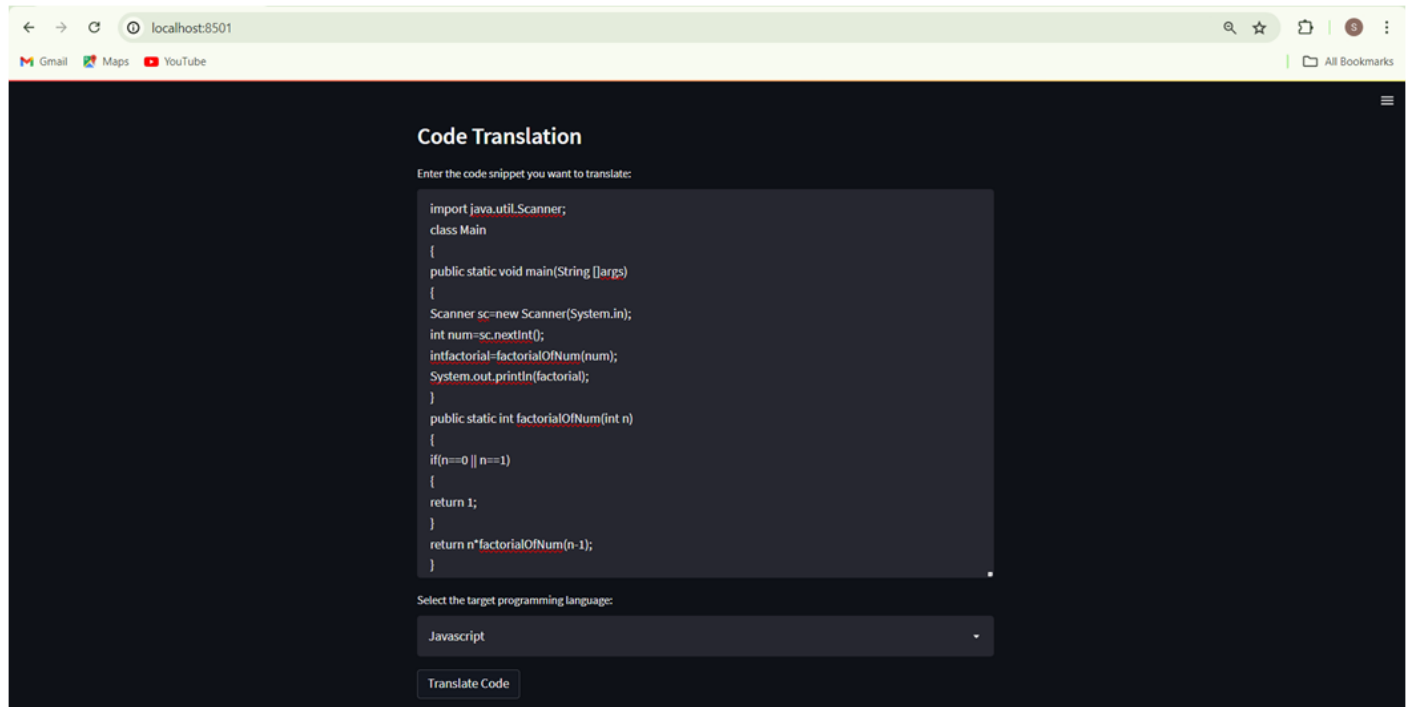 localhost:8501
S
Gmail Maps YouTube
All Bookmarks
Code Translation
Enter the code snippet you want to translate:
import java.util.Scanner;
class Main
{
public static void main(String []args)
{
Scanner sc=new Scanner(System.in);
int num=sc.nextInt();
intfactorial=factorialOfNum(num);
System.out.println(factorial);
}
public static int factorialOfNum(int n)
{
if(n==0 || n==1)
{
return 1;
}
return n*factorialOfNum(n-1);
}
Select the target programming language:
Javascript
Translate Code